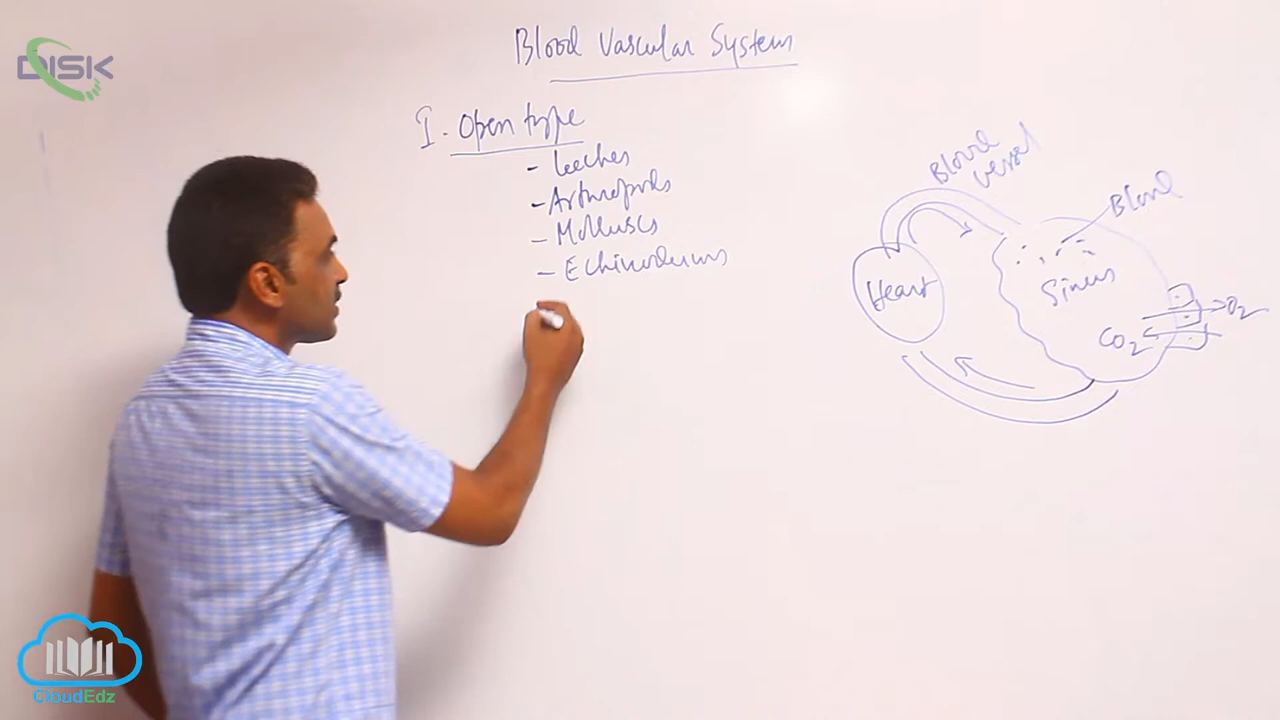 DISK
Blood Vascular System
I. Open type
- Leeches
- Arthropods
- Molluscs
- Echinoderms
Blood vessel
Blood
Heart
Sinus
O2
CO2
CloudEdz